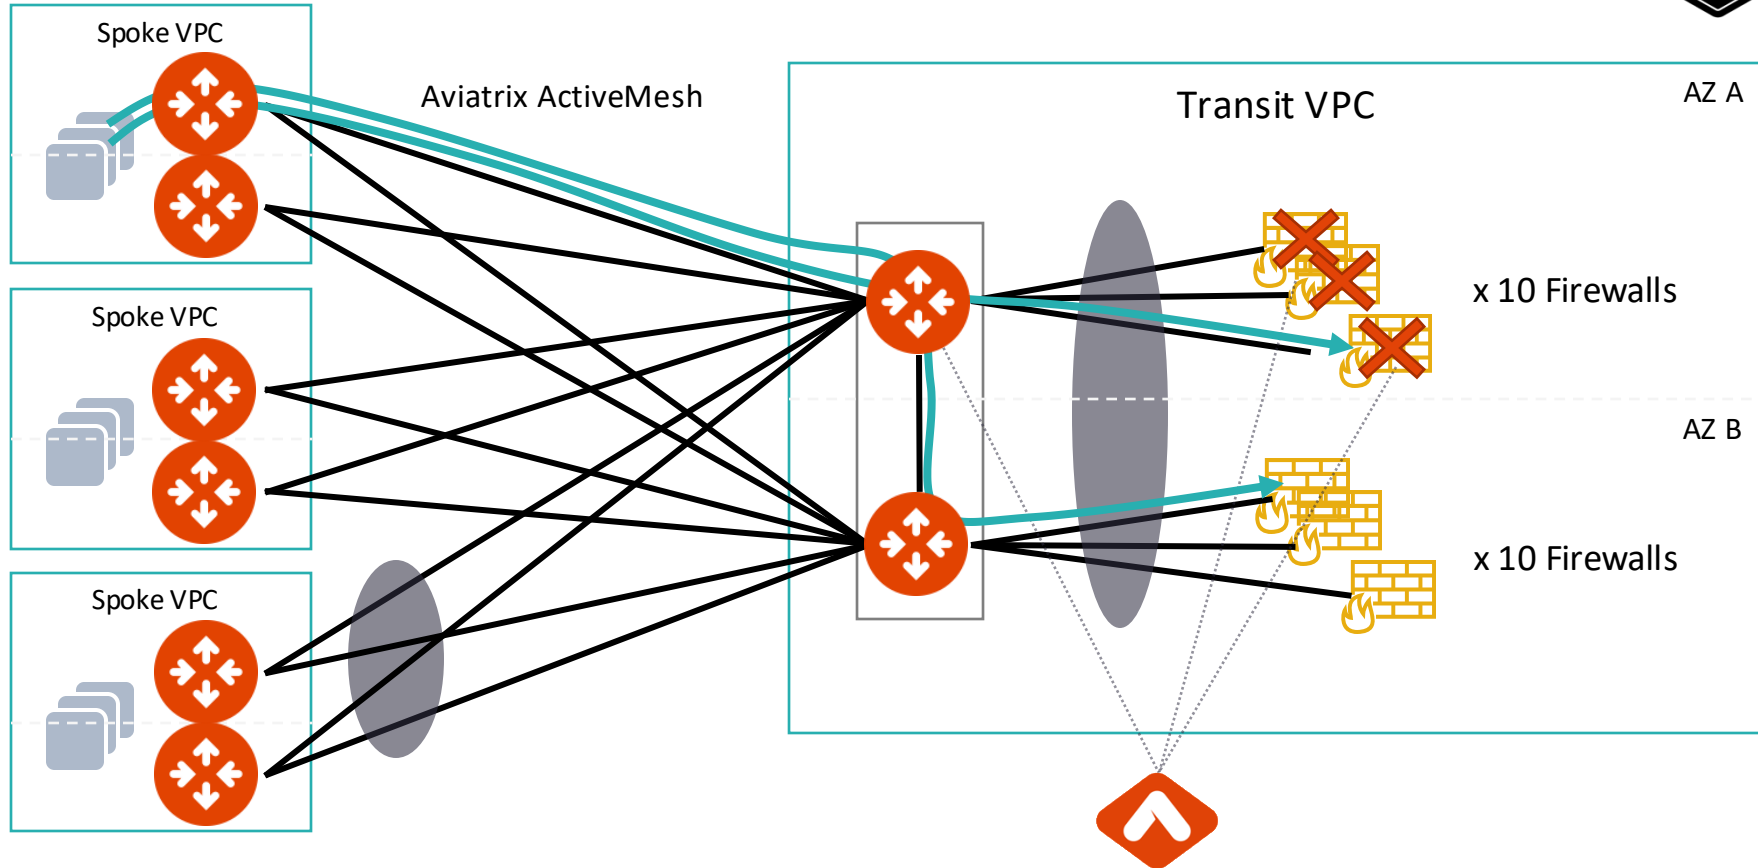 Spoke VPC
Aviatrix ActiveMesh
Transit VPC
AZ A
x 10 Firewalls
Spoke VPC
AZ B
x 10 Firewalls
Spoke VPC